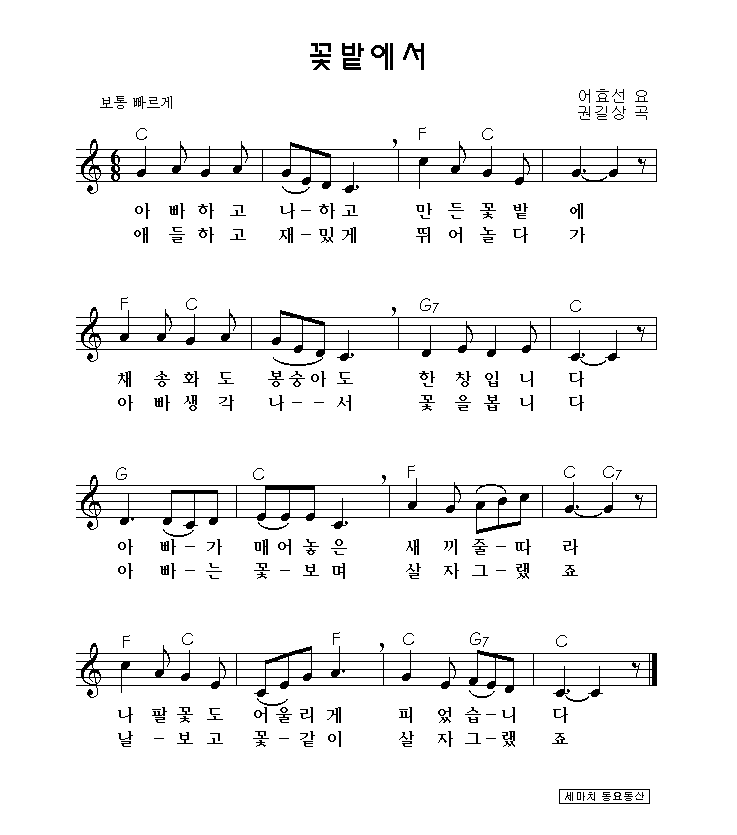 꽃밭에서
보통 빠르게
어효선 요
권길상 곡
C F C
6
8
아 빠하고 나-하고 만든꽃밭 에
애 들하고 재-밌게 뛰어놀다 가
F C G7 C
채 송화도 봉숭아도 한창입니 다
아 빠생각 나--서 꽃을봅니 다
G C F C C7
아 빠-가 매어놓은 새 끼줄-따 라
아 빠-는 꽃-보며 살 자그-랬 죠
F C F C G7 C
나 팔꽃도 어울리게 피 었습-니 다
날 -보고 꽃-같이 살 자그-랬 죠
세마치 동요동산